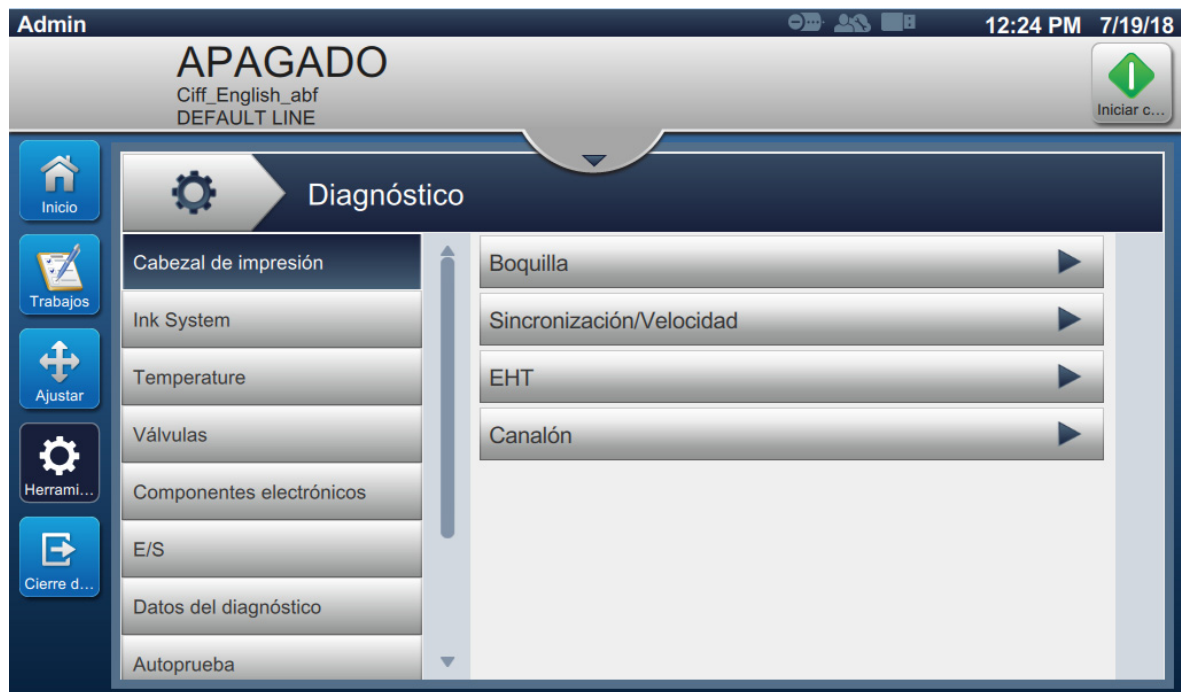 Admin
12:24 PM 7/19/18
APAGADO
Ciff_English_abf
DEFAULT LINE
Iniciar c...
Inicio
Trabajos
Ajustar
Herrami...
Cierre d...
Diagnóstico
Cabezal de impresión
Ink System
Temperature
Válvulas
Componentes electrónicos
E/S
Datos del diagnóstico
Autoprueba
Boquilla
Sincronización/Velocidad
EHT
Canalón